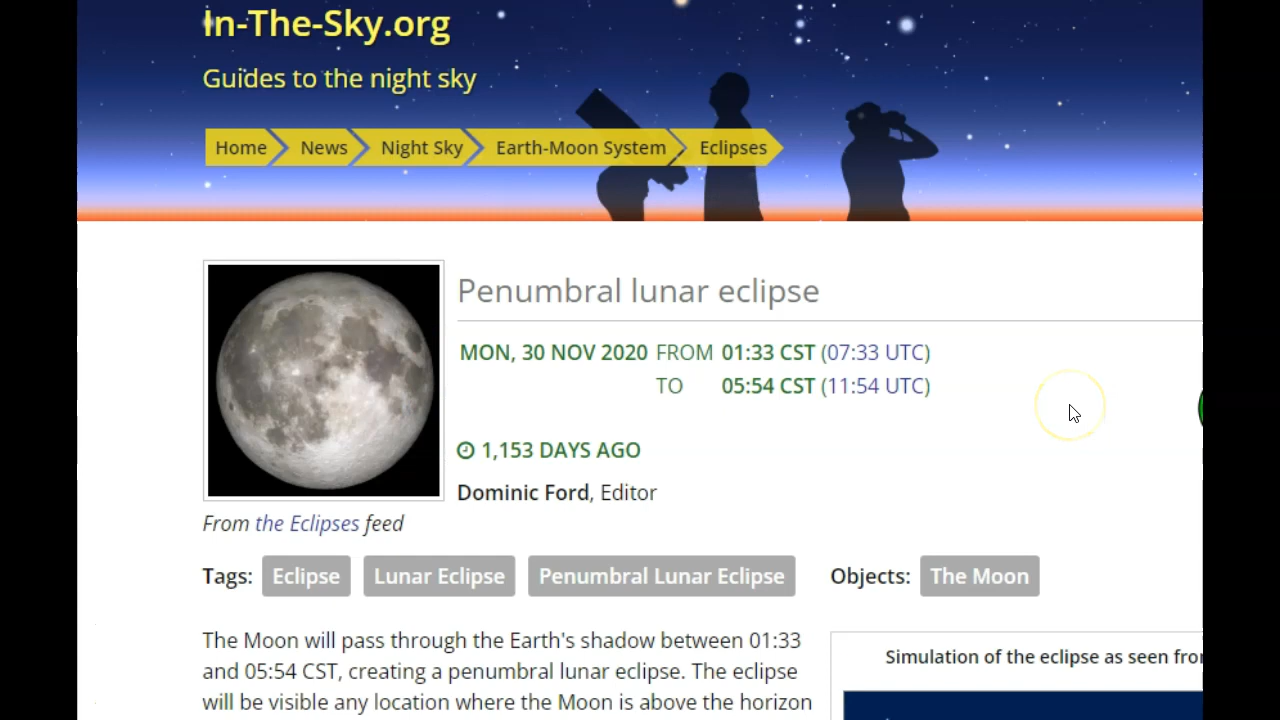 In-The-Sky.org
Guides to the night sky
Home News Night Sky Earth-Moon System Eclipses
Penumbral lunar eclipse
MON, 30 NOV 2020 FROM 01:33 CST (07:33 UTC)
TO 05:54 CST (11:54 UTC)
1,153 DAYS AGO
Dominic Ford, Editor
From the Eclipses feed
Tags: Eclipse Lunar Eclipse Penumbral Lunar Eclipse Objects: The Moon
The Moon will pass through the Earth's shadow between 01:33
and 05:54 CST, creating a penumbral lunar eclipse. The eclipse
will be visible any location where the Moon is above the horizon
Simulation of the eclipse as seen